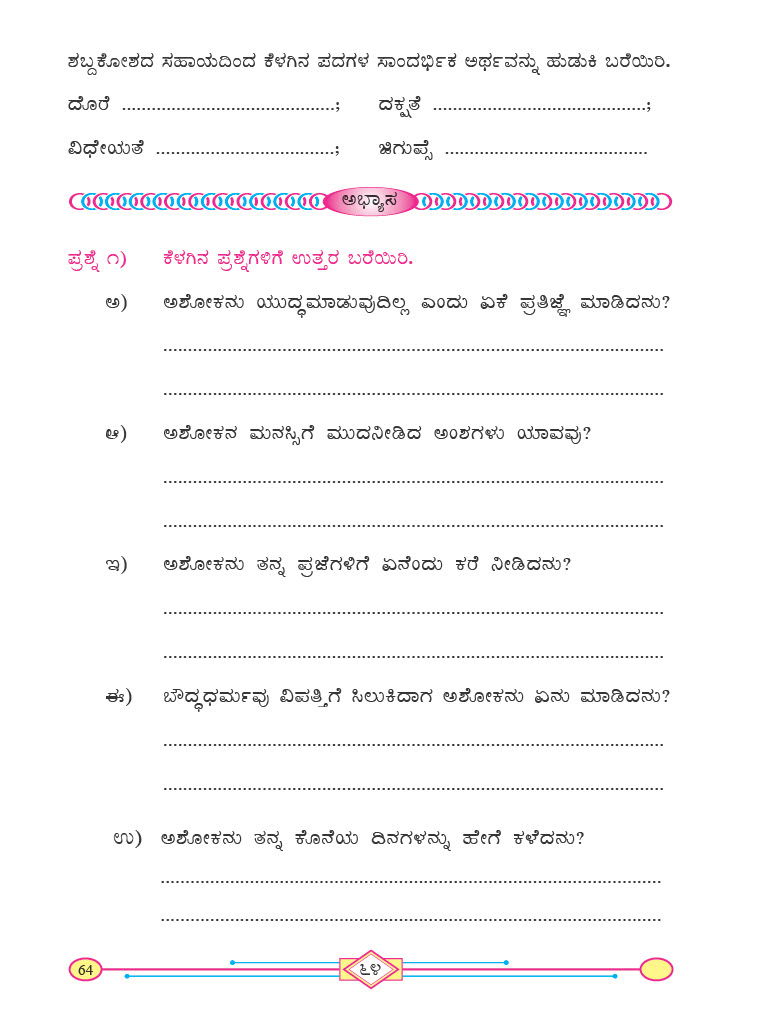 ಶಬ್ದಕೋಶದ ಸಹಾಯದಿಂದ ಕೆಳಗಿನ ಪದಗಳ ಸಾಂದರ್ಭಿಕ ಅರ್ಥವನ್ನು ಹುಡುಕಿ ಬರೆಯಿರಿ.
ದೊರೆ ...........................................; ದಕ್ಷತೆ ...........................................;
ವಿಧೇಯತೆ ....................................; ಜಿಗುಪ್ಸೆ .........................................
ಅಭ್ಯಾಸ
ಪ್ರಶ್ನೆ ೧) ಕೆಳಗಿನ ಪ್ರಶ್ನೆಗಳಿಗೆ ಉತ್ತರ ಬರೆಯಿರಿ.
ಅ) ಅಶೋಕನು ಯುದ್ಧಮಾಡುವುದಿಲ್ಲ ಎಂದು ಏಕೆ ಪ್ರತಿಜ್ಞೆ ಮಾಡಿದನು?
.....................................................................................................
.....................................................................................................
ಆ) ಅಶೋಕನ ಮನಸ್ಸಿಗೆ ಮುದನೀಡಿದ ಅಂಶಗಳು ಯಾವವು?
.....................................................................................................
.....................................................................................................
ಇ) ಅಶೋಕನು ತನ್ನ ಪ್ರಜೆಗಳಿಗೆ ಏನೆಂದು ಕರೆ ನೀಡಿದನು?
.....................................................................................................
.....................................................................................................
ಈ) ಬೌದ್ಧಧರ್ಮವು ವಿಪತ್ತಿಗೆ ಸಿಲುಕಿದಾಗ ಅಶೋಕನು ಏನು ಮಾಡಿದನು?
.....................................................................................................
.....................................................................................................
ಉ) ಅಶೋಕನು ತನ್ನ ಕೊನೆಯ ದಿನಗಳನ್ನು ಹೇಗೆ ಕಳೆದನು?
.....................................................................................................
.....................................................................................................
64 ೬೪